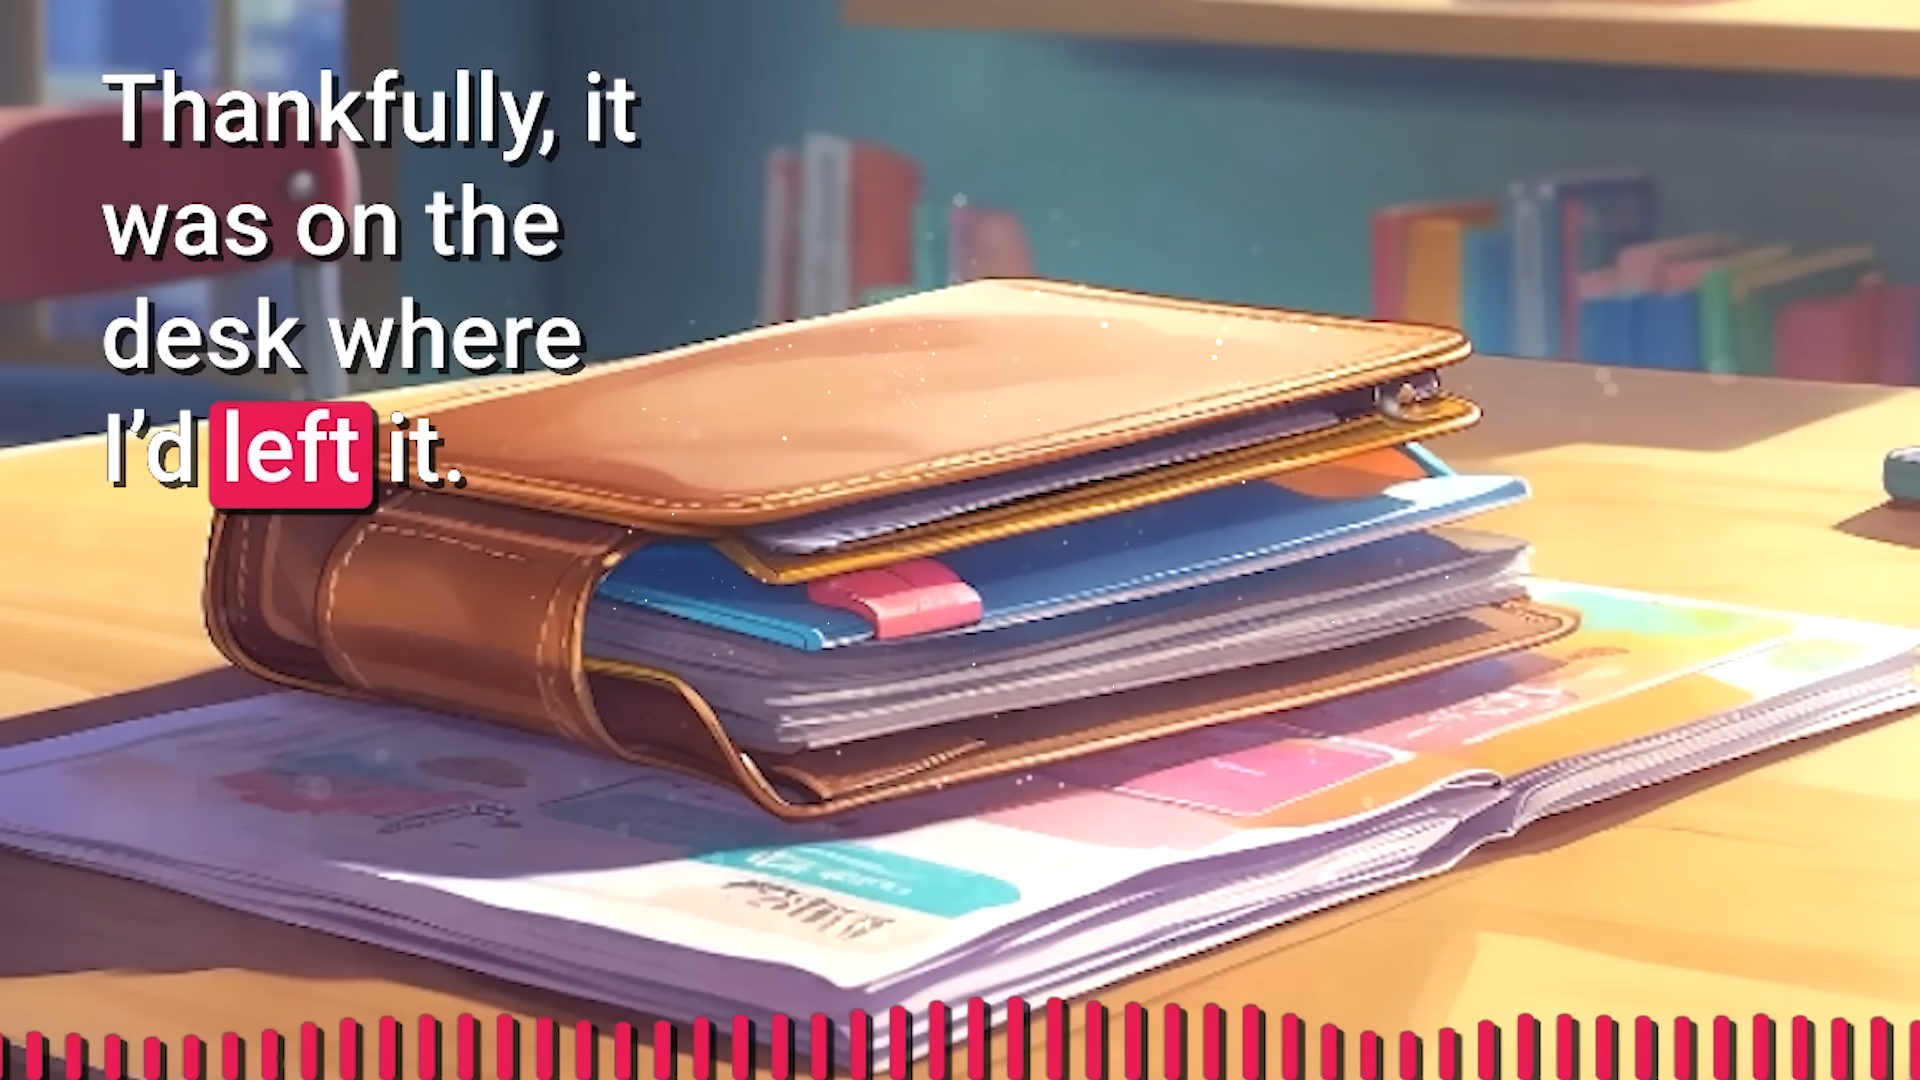 Thankfully, it
was on the
desk where
I’d left it.